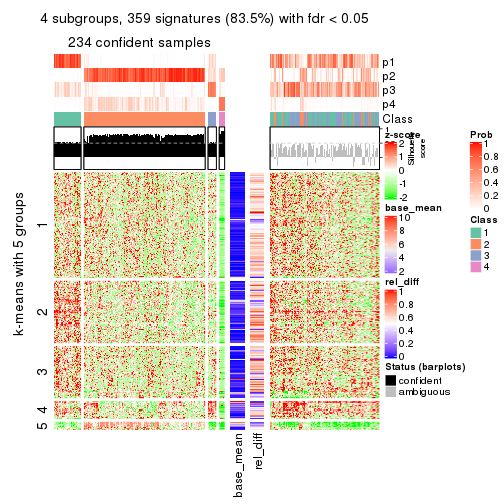 4 subgroups, 359 signatures (83.5%) with fdr < 0.05
234 confident samples
p1
p2
p3
p4
Class
1
Silhouette
score
k-means with 5 groups
1
2
3
4
5
base_mean
rel_diff
z-score
2
1
0
-1
-2
base_mean
10
8
6
4
2
rel_diff
1
0.8
0.6
0.4
0.2
0
Status (barplots)
confident
ambiguous
Prob
1
0.8
0.6
0.4
0.2
0
Class
1
2
3
4